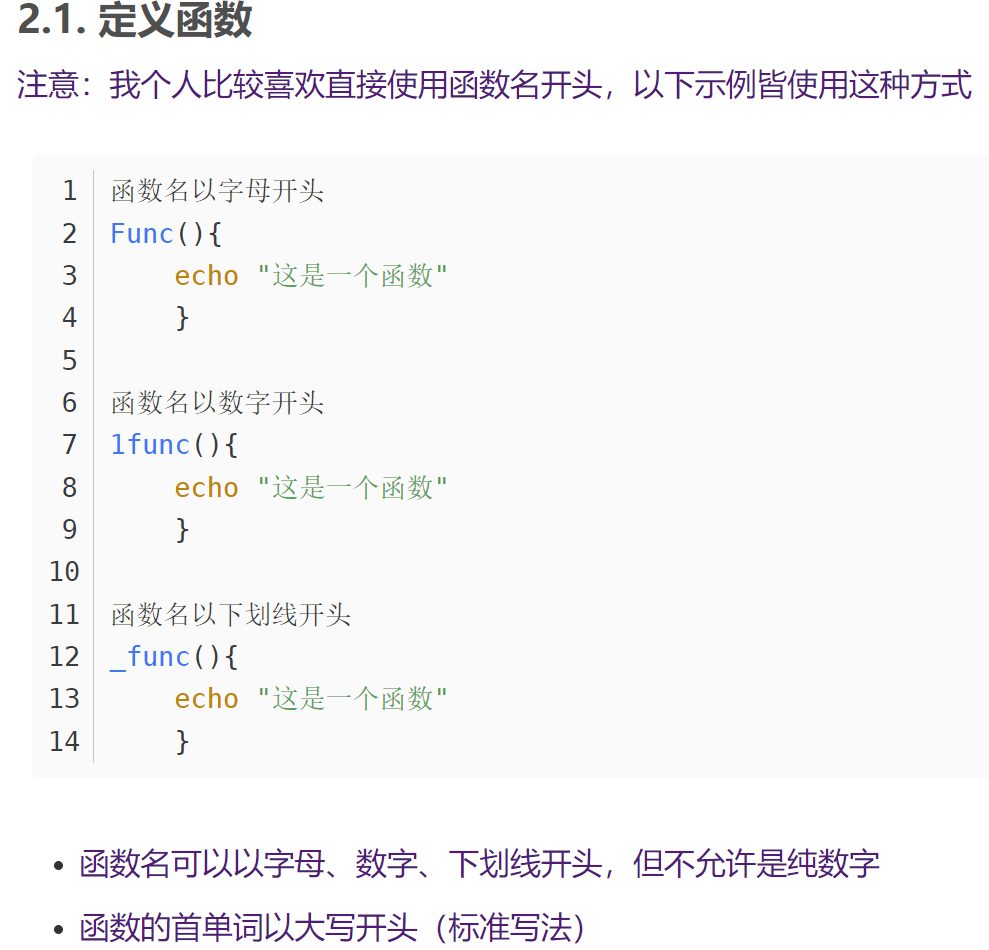 2.1. 定义函数
注意：我个人比较喜欢直接使用函数名开头，以下示例皆使用这种方式
1 函数名以字母开头
2 Func(){
3     echo "这是一个函数"
4     }
5
6 函数名以数字开头
7 1func(){
8     echo "这是一个函数"
9     }
10
11 函数名以下划线开头
12 _func(){
13     echo "这是一个函数"
14     }
• 函数名可以以字母、数字、下划线开头，但不允许是纯数字
• 函数的首单词以大写开头（标准写法）